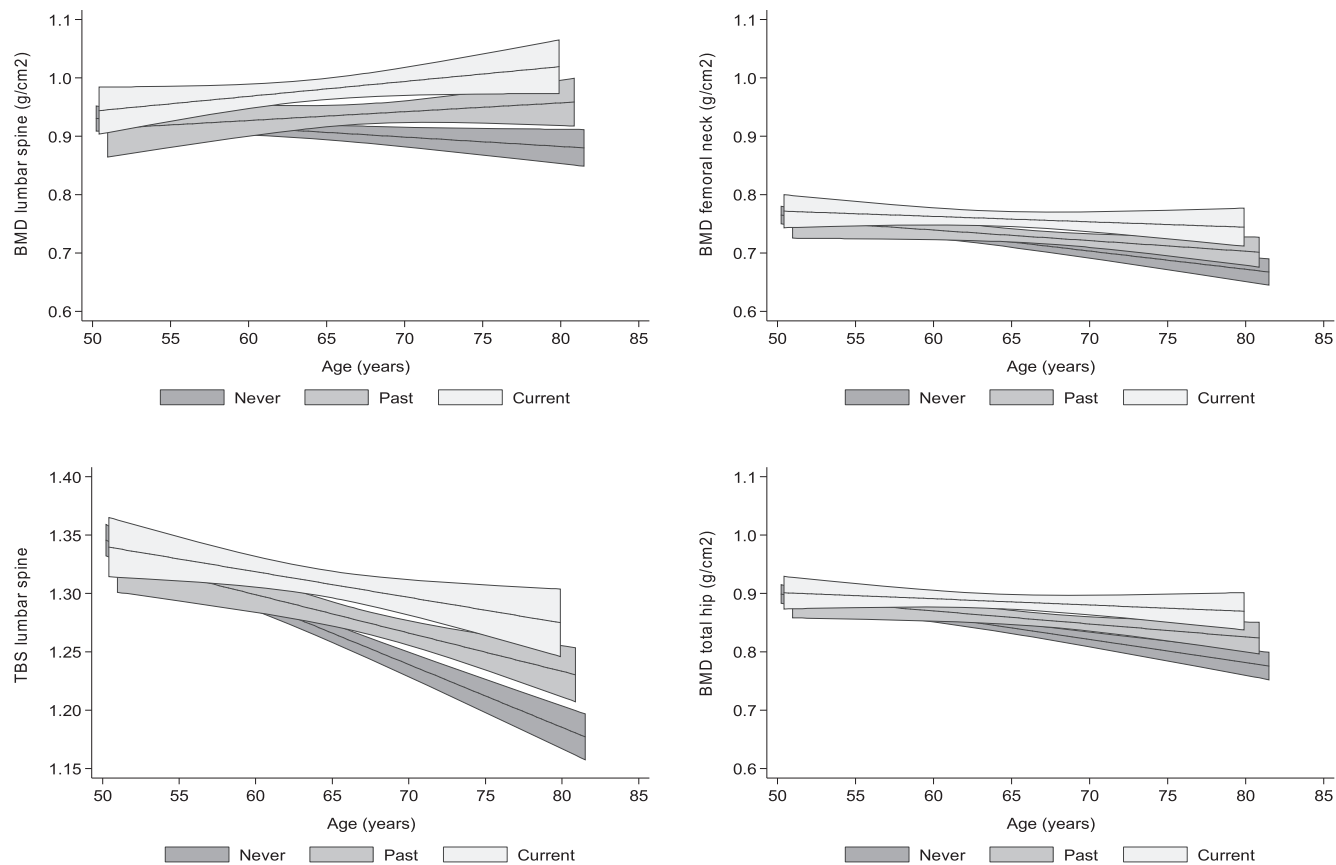 BMD lumbar spine (g/cm2)
1.1
1.0
0.9
0.8
0.7
0.6
50 55 60 65 70 75 80 85
Age (years)
Never Past Current
BMD femoral neck (g/cm2)
1.1
1.0
0.9
0.8
0.7
0.6
50 55 60 65 70 75 80 85
Age (years)
Never Past Current
TBS lumbar spine
1.40
1.35
1.30
1.25
1.20
1.15
50 55 60 65 70 75 80 85
Age (years)
Never Past Current
BMD total hip (g/cm2)
1.1
1.0
0.9
0.8
0.7
0.6
50 55 60 65 70 75 80 85
Age (years)
Never Past Current